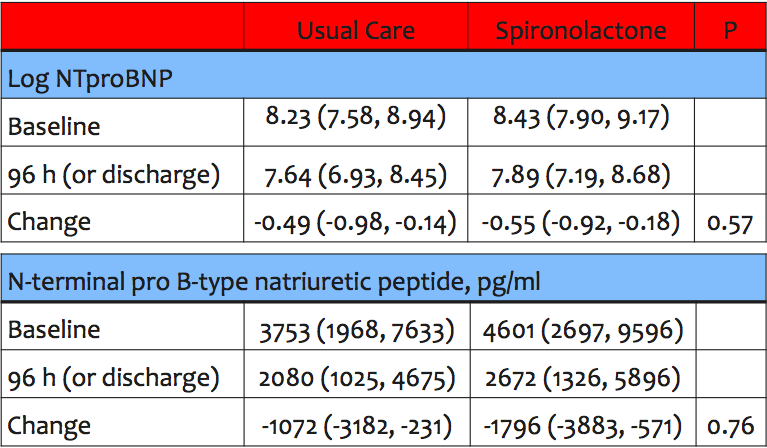 Usual Care Spironolactone P
Log NTproBNP
Baseline 8.23 (7.58, 8.94) 8.43 (7.90, 9.17)
96 h (or discharge) 7.64 (6.93, 8.45) 7.89 (7.19, 8.68)
Change -0.49 (-0.98, -0.14) -0.55 (-0.92, -0.18) 0.57
N-terminal pro B-type natriuretic peptide, pg/ml
Baseline 3753 (1968, 7633) 4601 (2697, 9596)
96 h (or discharge) 2080 (1025, 4675) 2672 (1326, 5896)
Change -1072 (-3182, -231) -1796 (-3883, -571) 0.76